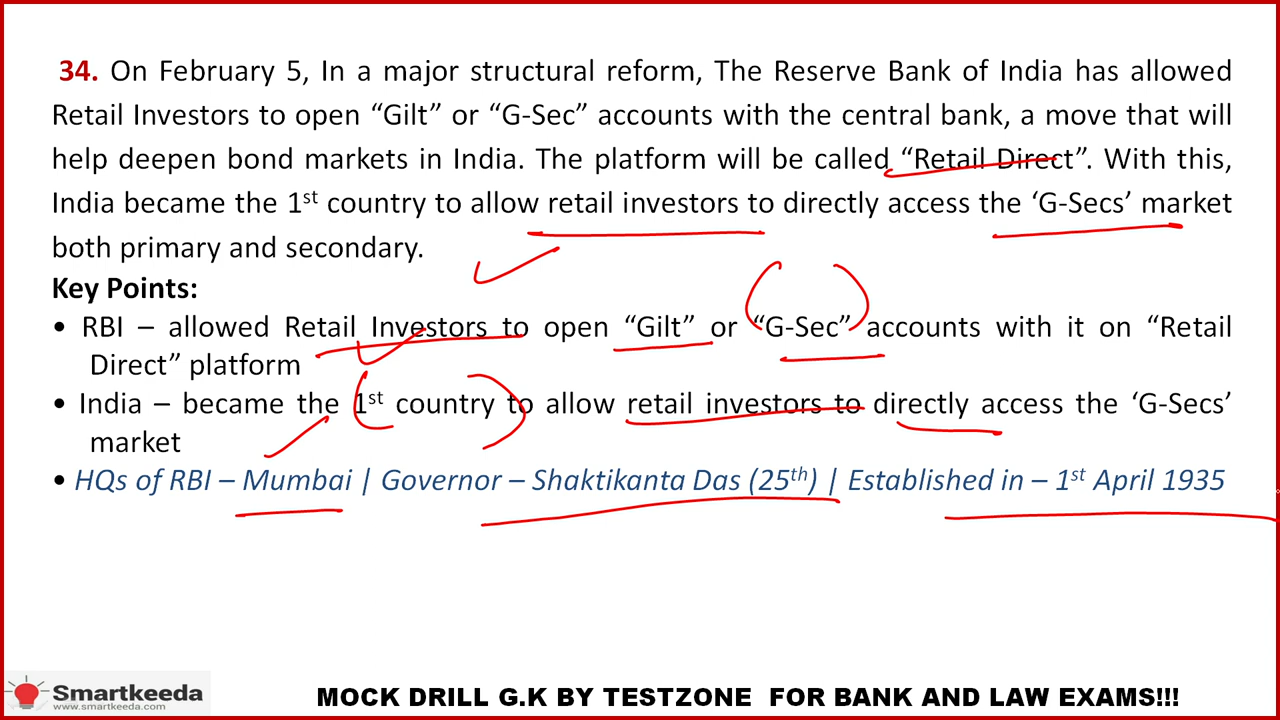 34. On February 5, In a major structural reform, The Reserve Bank of India has allowed
Retail Investors to open “Gilt” or “G-Sec” accounts with the central bank, a move that will
help deepen bond markets in India. The platform will be called “Retail Direct”. With this,
India became the 1st country to allow retail investors to directly access the ‘G-Secs’ market
both primary and secondary.
Key Points:
• RBI – allowed Retail Investors to open “Gilt” or “G-Sec” accounts with it on “Retail
Direct” platform
• India – became the 1st country to allow retail investors to directly access the ‘G-Secs’
market
• HQs of RBI – Mumbai | Governor – Shaktikanta Das (25th) | Established in – 1st April 1935
Smartkeeda
www.smartkeeda.com
MOCK DRILL G.K BY TESTZONE FOR BANK AND LAW EXAMS!!!